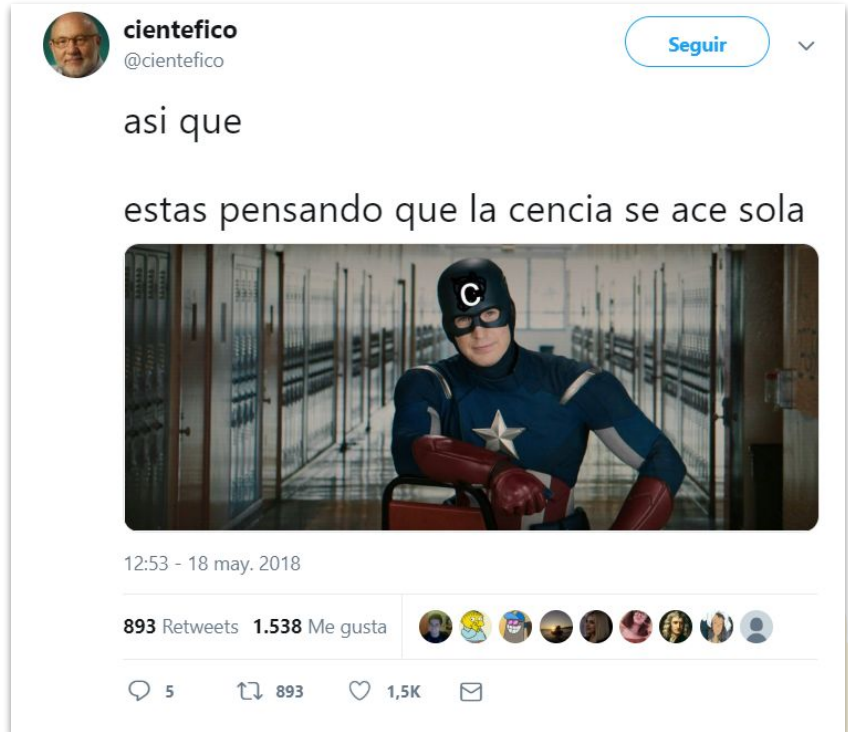 cientefico
@cientefico
Seguir
asi que
estas pensando que la cencia se ace sola
C
12:53 - 18 may. 2018
893 Retweets 1.538 Me gusta
5 893 1,5K